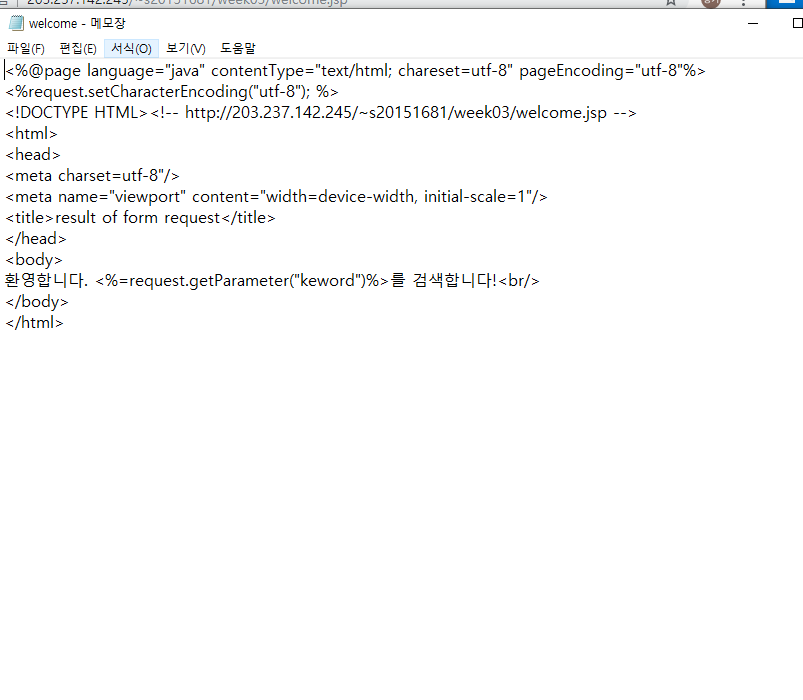 203.237.142.245/~s20151681/week03/welcome.jsp
welcome - 메모장
파일(F) 편집(E) 서식(O) 보기(V) 도움말
<%@page language="java" contentType="text/html; chareset=utf-8" pageEncoding="utf-8"%>
<%request.setCharacterEncoding("utf-8"); %>
<!DOCTYPE HTML><!-- http://203.237.142.245/~s20151681/week03/welcome.jsp -->
<html>
<head>
<meta charset=utf-8"/>
<meta name="viewport" content="width=device-width, initial-scale=1"/>
<title>result of form request</title>
</head>
<body>
환영합니다. <%=request.getParameter("keword")%>를 검색합니다!<br/>
</body>
</html>